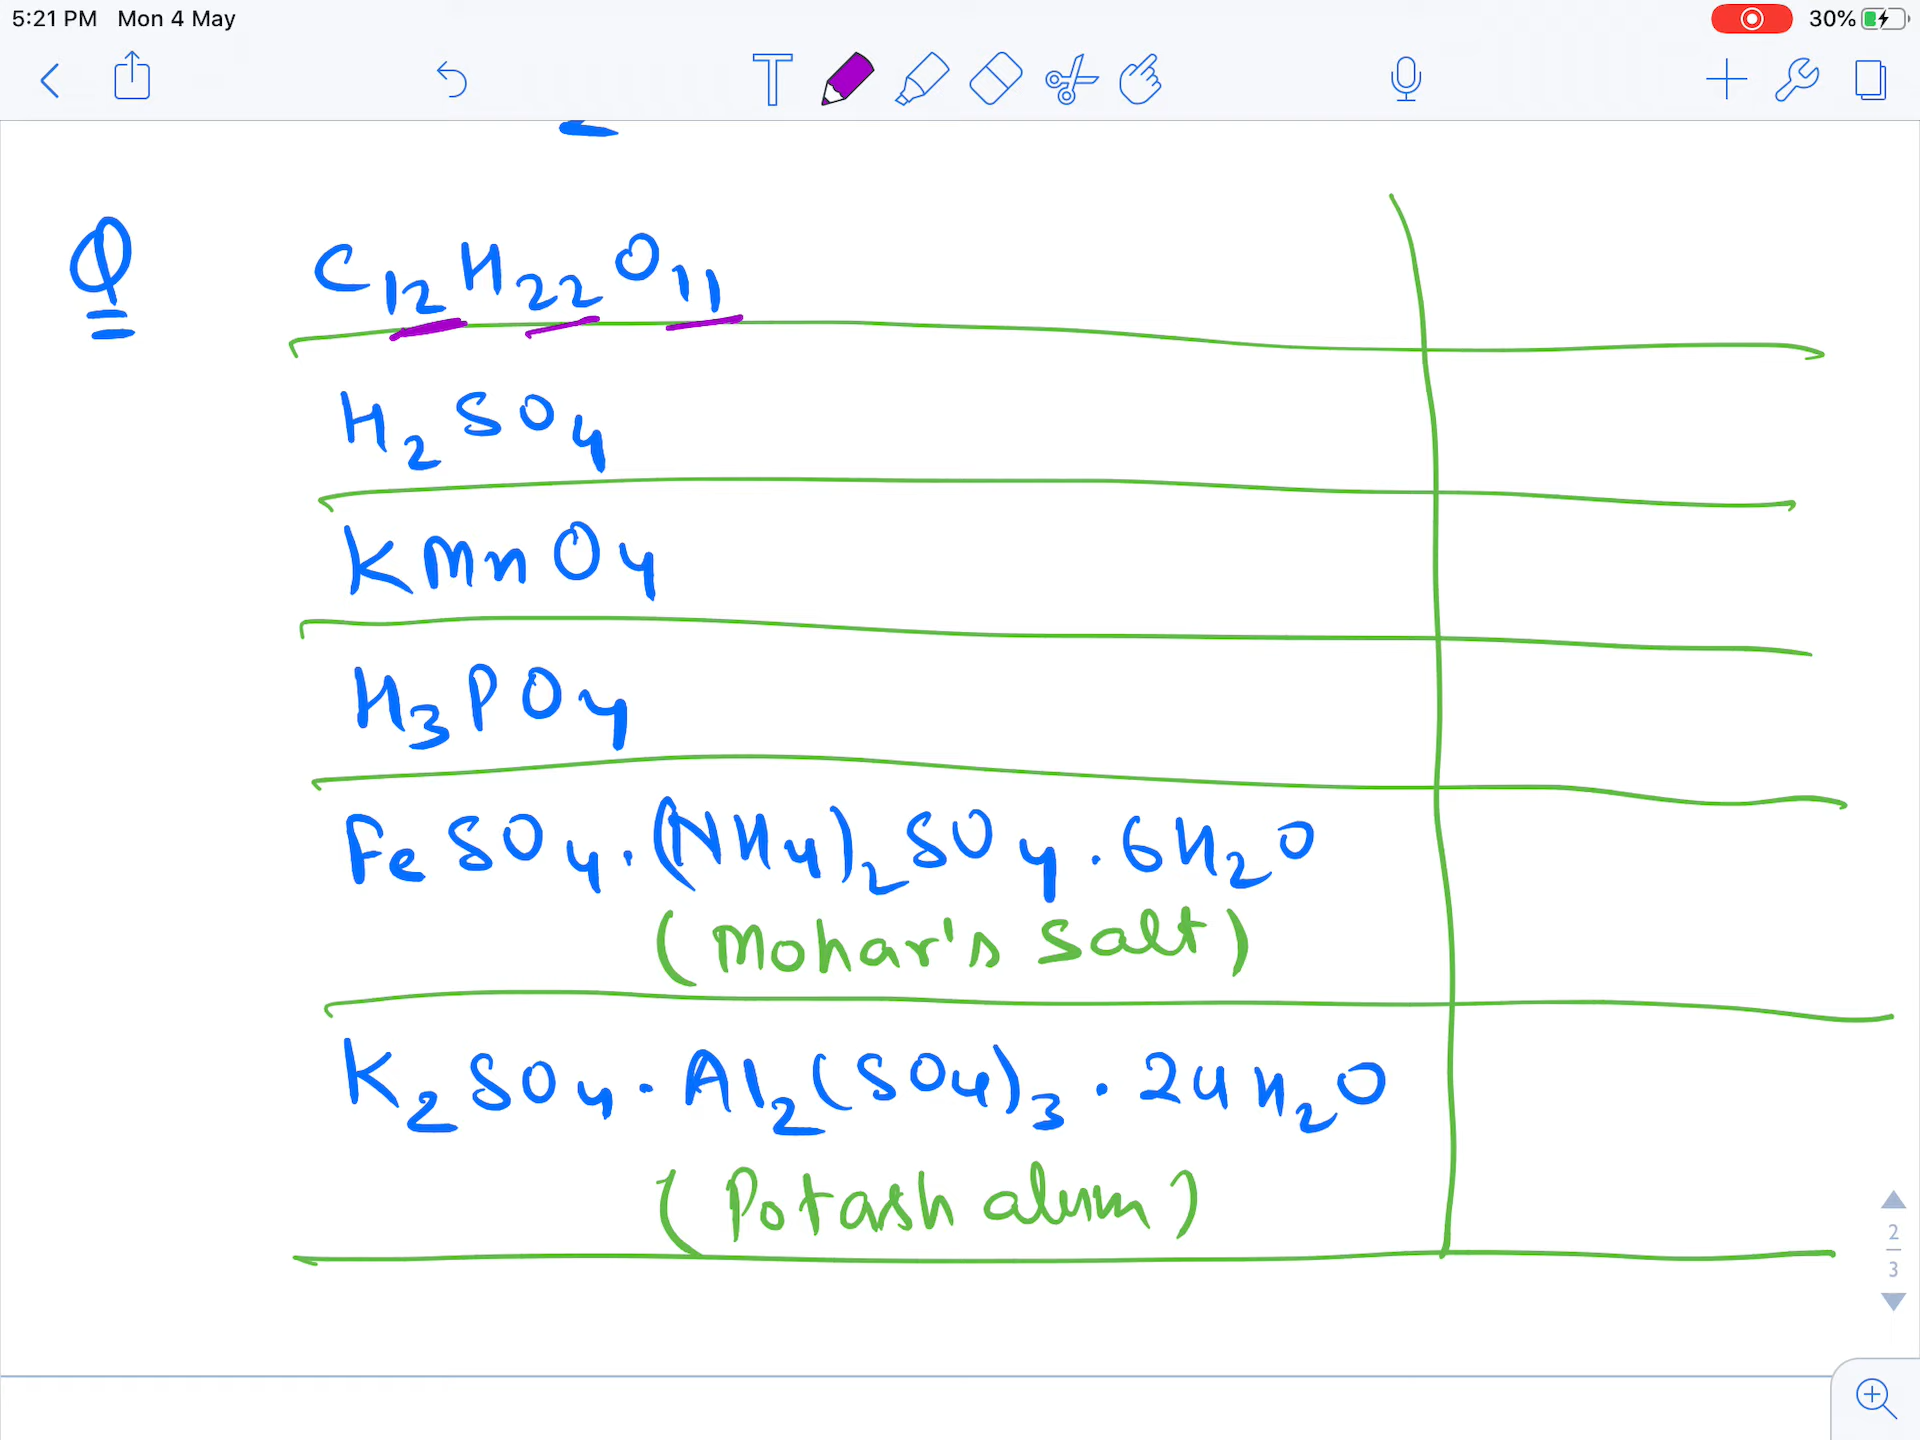 5:21 PM Mon 4 May 30%
T
Q C₁₂H₂₂O₁₁
H₂SO₄
KMnO₄
H₃PO₄
FeSO₄·(NH₄)₂SO₄·6H₂O
(Mohar's salt)
K₂SO₄·Al₂(SO₄)₃·24H₂O
(Potash alum)
2
3